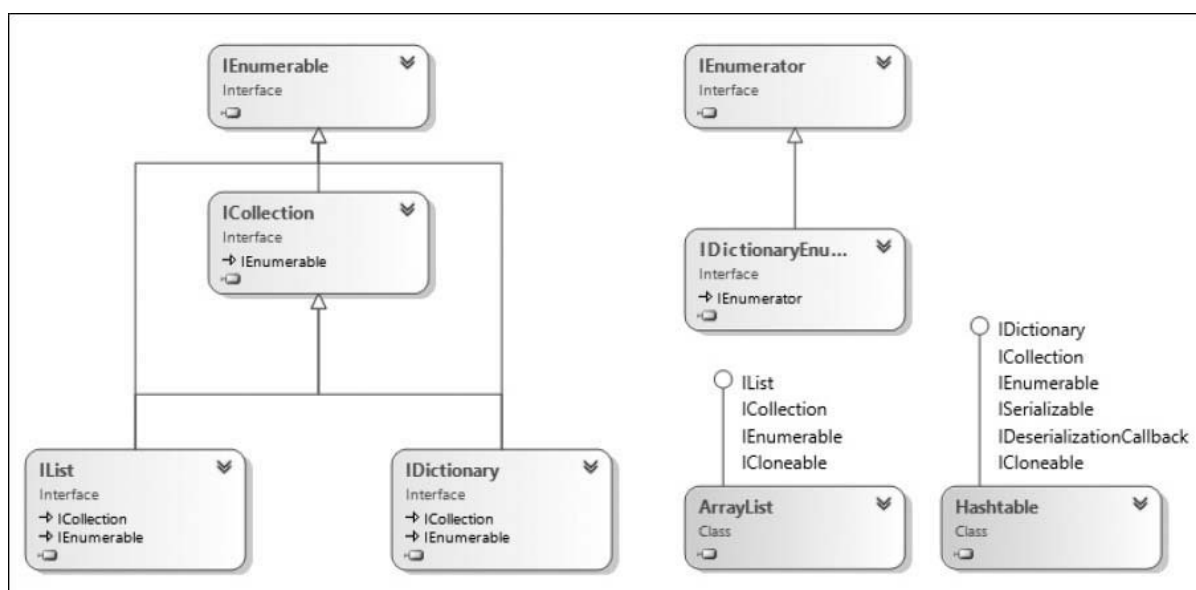 IEnumerable
Interface
IEnumerator
Interface
ICollection
Interface
IEnumerable
IDictionaryEnu...
Interface
IEnumerator
IList
Interface
ICollection
IEnumerable
IDictionary
Interface
ICollection
IEnumerable
IList
ICollection
IEnumerable
ICloneable
ArrayList
Class
IDictionary
ICollection
IEnumerable
ISerializable
IDeserializationCallback
ICloneable
Hashtable
Class